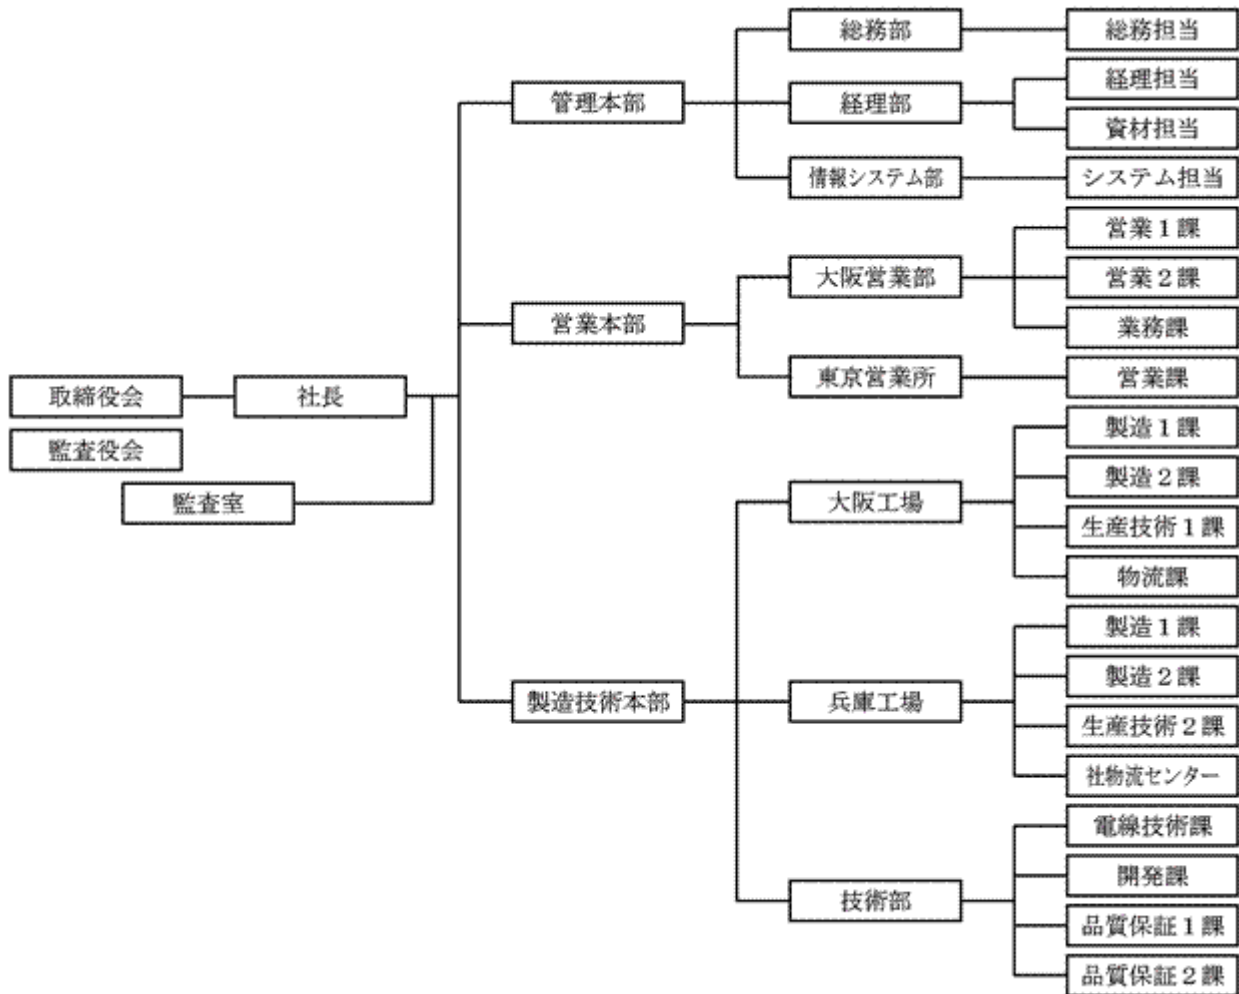 総務部
総務担当
経理担当
管理本部
経理部
資材担当
情報システム部
システム担当
営業１課
大阪営業部
営業２課
営業本部
業務課
東京営業所
営業課
取締役会
社長
監査役会
監査室
製造１課
製造２課
大阪工場
生産技術１課
物流課
製造１課
製造２課
製造技術本部
兵庫工場
生産技術２課
社物流センター
電線技術課
開発課
技術部
品質保証１課
品質保証２課